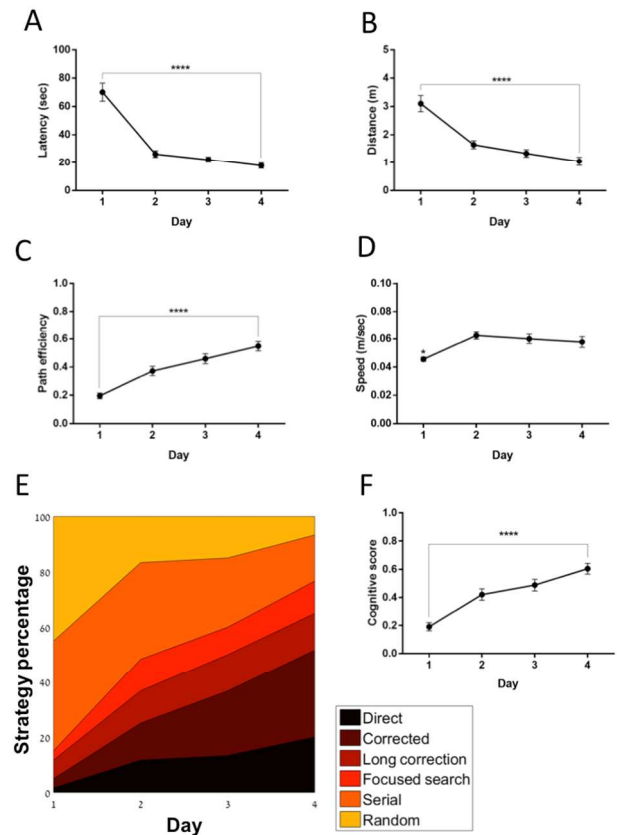 A
Latency (sec)
100
80
60
40
20
0
****
1 2 3 4
Day
B
Distance (m)
5
4
3
2
1
0
****
1 2 3 4
Day
C
Path efficiency
1.0
0.8
0.6
0.4
0.2
0.0
****
1 2 3 4
Day
D
Speed (m/sec)
0.10
0.08
0.06
0.04
0.02
0.00
*
1 2 3 4
Day
E
Strategy percentage
100
80
60
40
20
0
1 2 3 4
Day
Direct
Corrected
Long correction
Focused search
Serial
Random
F
Cognitive score
1.0
0.8
0.6
0.4
0.2
0.0
****
1 2 3 4
Day